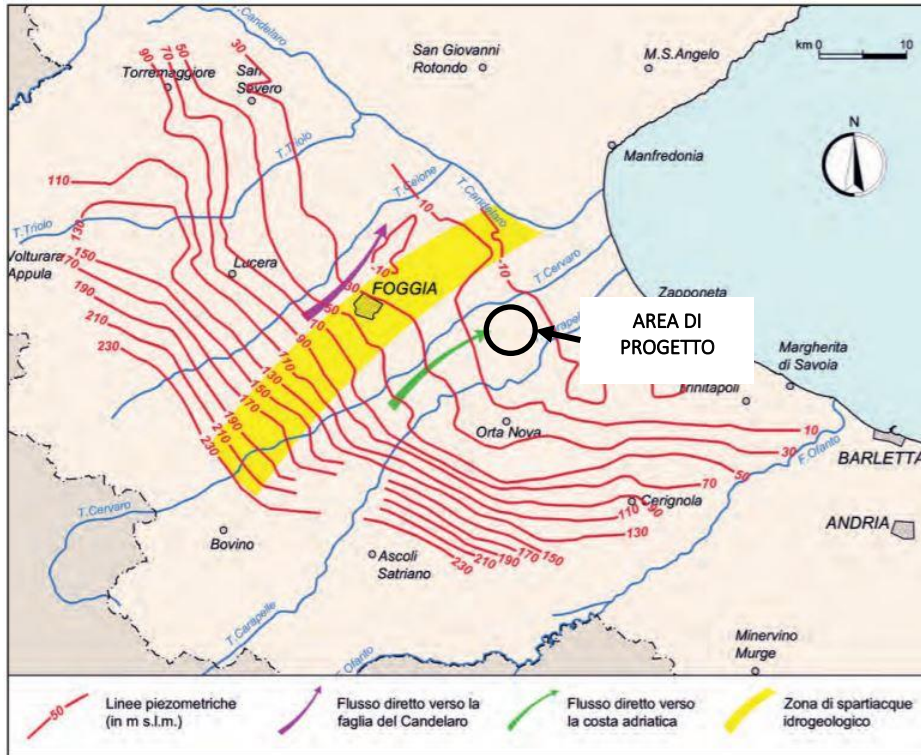 90
70
50
30
T.Candelaro
Torremaggiore
San
Severo
San Giovanni
Rotondo
M.S.Angelo
km 0
10
N
Manfredonia
T.Triolo
T.Celone
T.Candelaro
110
130
T.Triolo
Volturara
Appula
150
170
190
210
230
Lucera
10
-10
-10
FOGGIA
30
50
70
90
110
130
150
170
190
210
230
T.Cervaro
Zapponeta
AREA DI
PROGETTO
Margherita
di Savoia
Trinitapoli
Orta Nova
10
30
50
70
90
110
130
BARLETTA
F.Ofanto
Cerignola
ANDRIA
T.Cervaro
Bovino
Ascoli
Satriano
150
170
190
210
230
T.Carapelle
Ofanto
Minervino
Murge
50
Linee piezometriche
(in m s.l.m.)
Flusso diretto verso la
faglia del Candelaro
Flusso diretto verso
la costa adriatica
Zona di spartiacque
idrogeologico